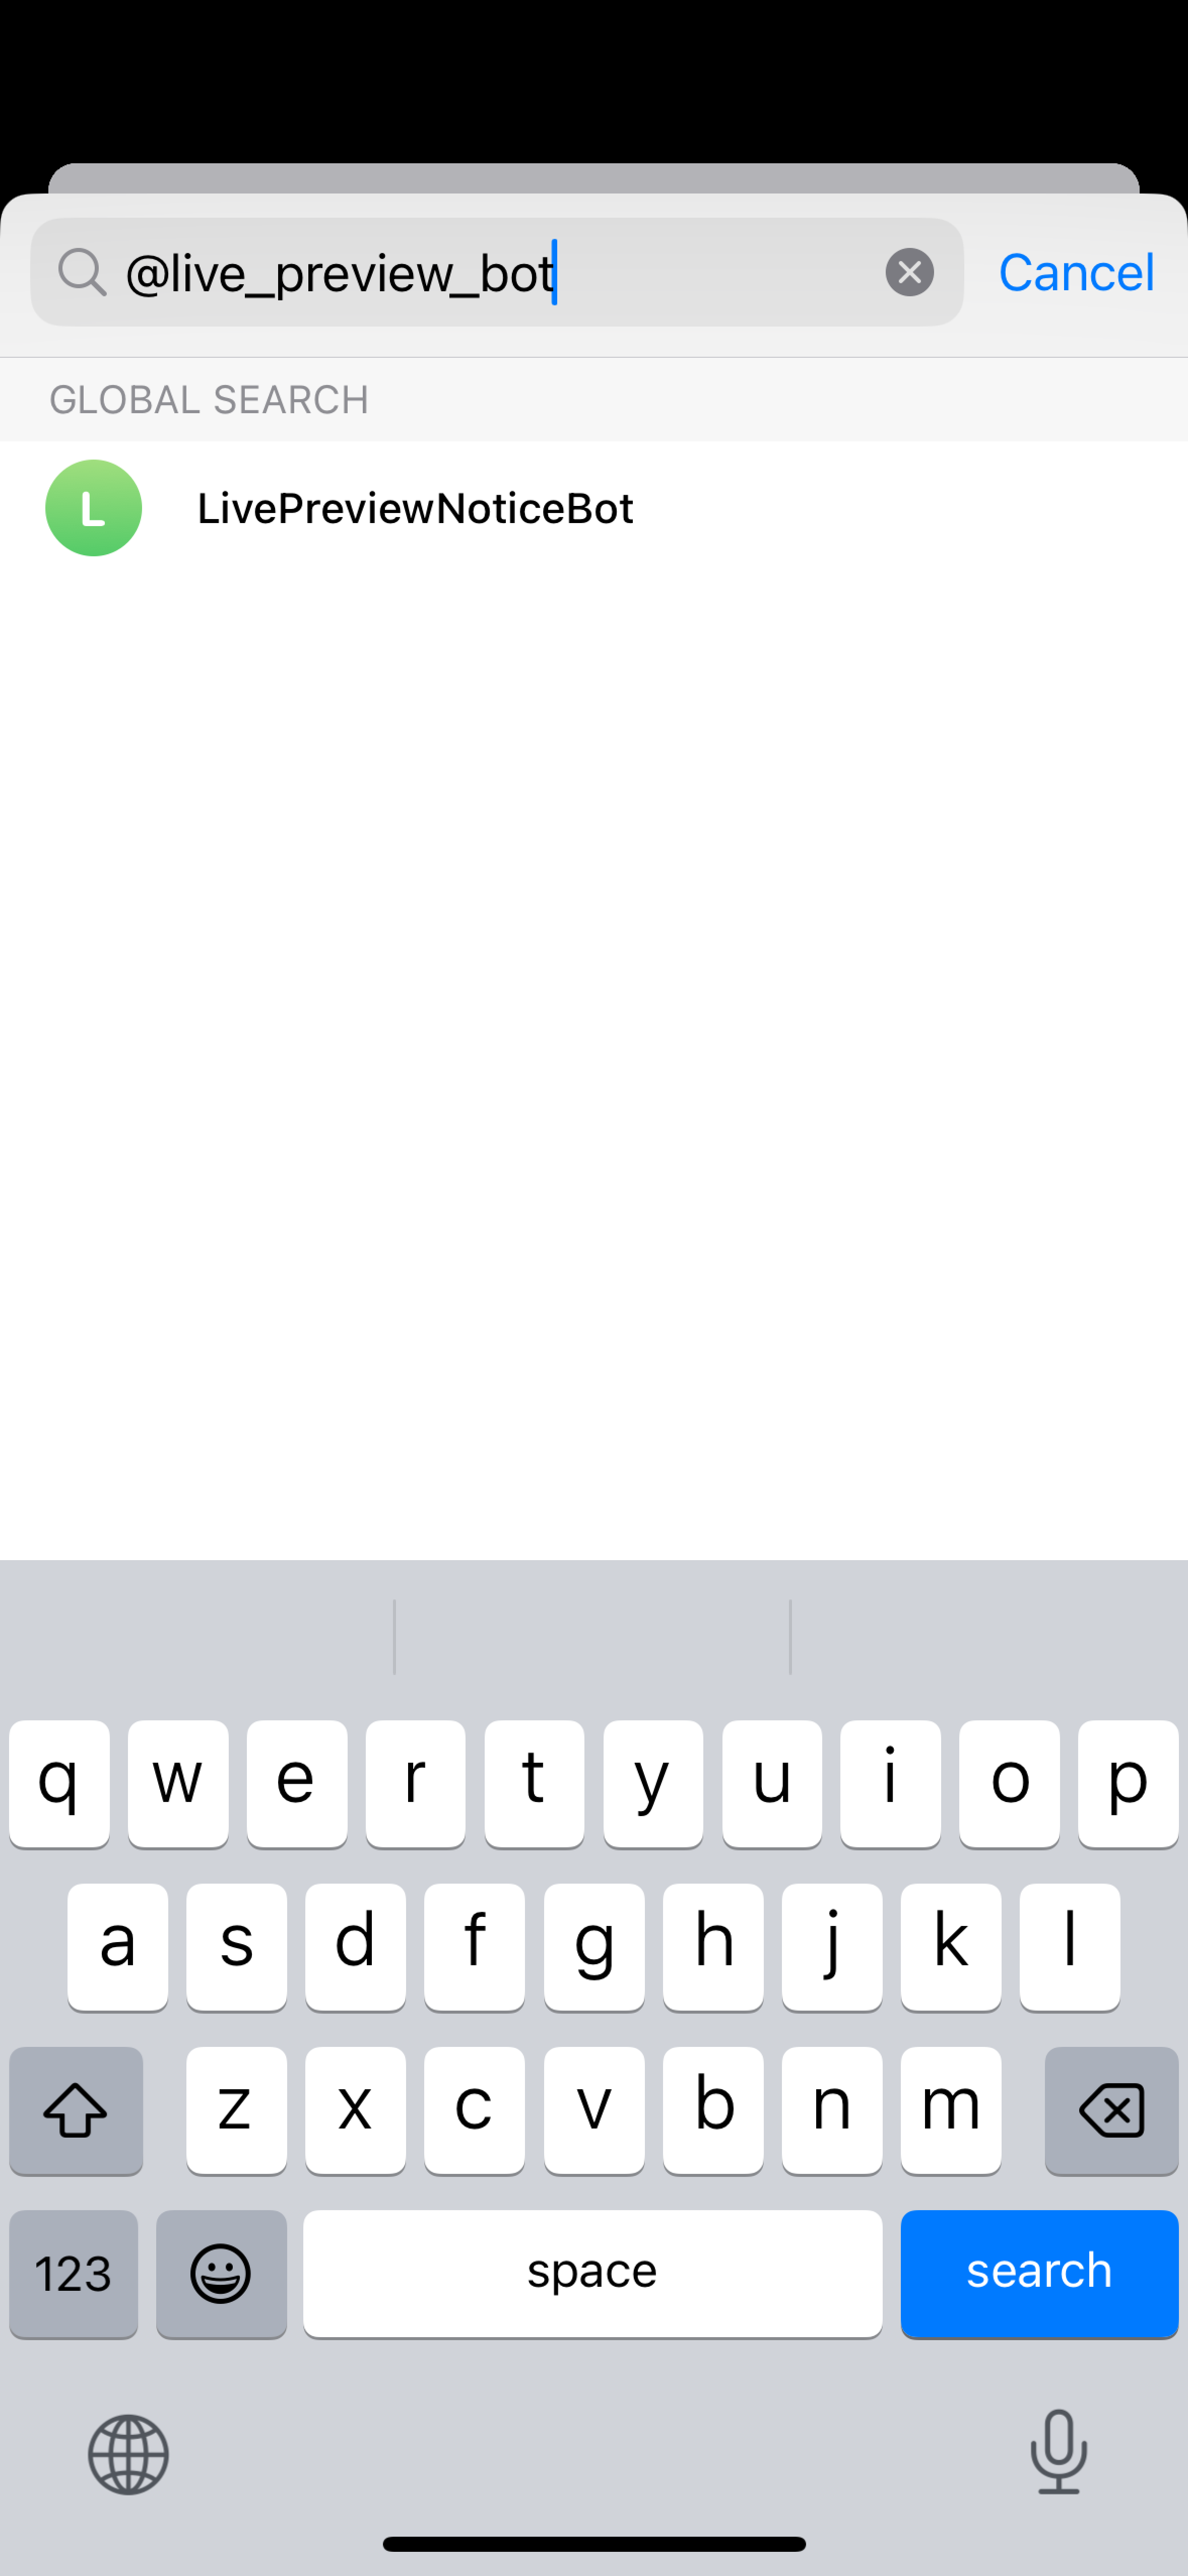 @live_preview_bot
Cancel
GLOBAL SEARCH
L
LivePreviewNoticeBot
q w e r t y u i o p
a s d f g h j k l
z x c v b n m
123
space
search